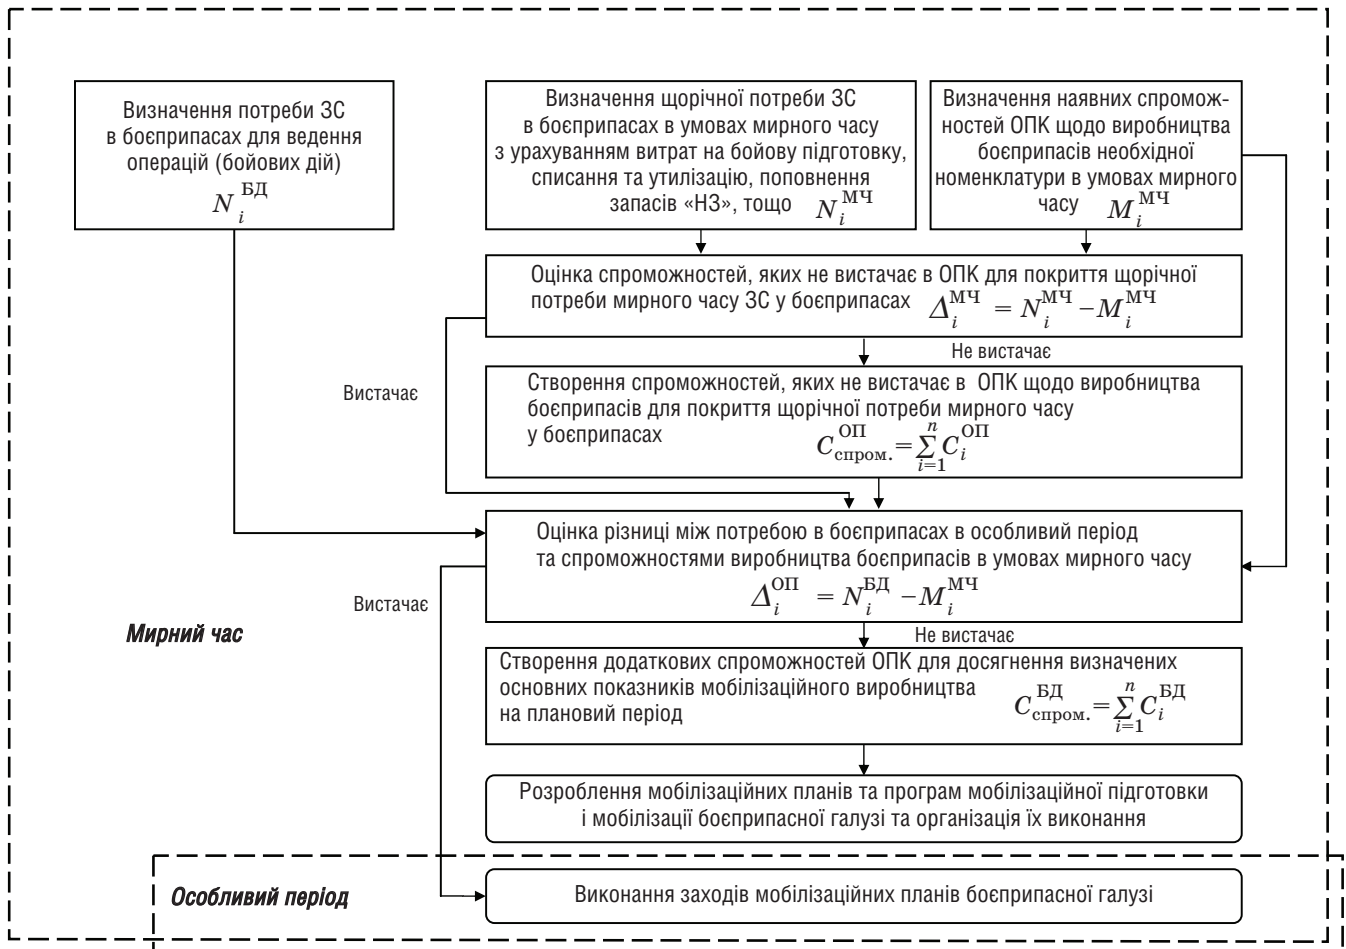 Визначення потреби ЗС
в боєприпасах для ведення
операцій (бойових дій)
N_i^БД
Визначення щорічної потреби ЗС
в боєприпасах в умовах мирного часу
з урахуванням витрат на бойову підготовку,
списання та утилізацію, поповнення
запасів «НЗ», тощо N_i^МЧ
Визначення наявних спромож-
ностей ОПК щодо виробництва
боєприпасів необхідної
номенклатури в умовах мирного
часу M_i^МЧ
Оцінка спроможностей, яких не вистачає в ОПК для покриття щорічної
потреби мирного часу ЗС у боєприпасах Δ_i^МЧ = N_i^МЧ – M_i^МЧ
Не вистачає
Вистачає
Створення спроможностей, яких не вистачає в ОПК щодо виробництва
боєприпасів для покриття щорічної потреби мирного часу
у боєприпасах C_спром.^ОП = ∑_{i=1}^n C_i^ОП
Оцінка різниці між потребою в боєприпасах в особливий період
та спроможностями виробництва боєприпасів в умовах мирного часу
Δ_i^ОП = N_i^БД – M_i^МЧ
Вистачає
Мирний час
Не вистачає
Створення додаткових спроможностей ОПК для досягнення визначених
основних показників мобілізаційного виробництва
на плановий період C_спром.^БД = ∑_{i=1}^n C_i^БД
Розроблення мобілізаційних планів та програм мобілізаційної підготовки
і мобілізації боєприпасної галузі та організація їх виконання
Особливий період
Виконання заходів мобілізаційних планів боєприпасної галузі